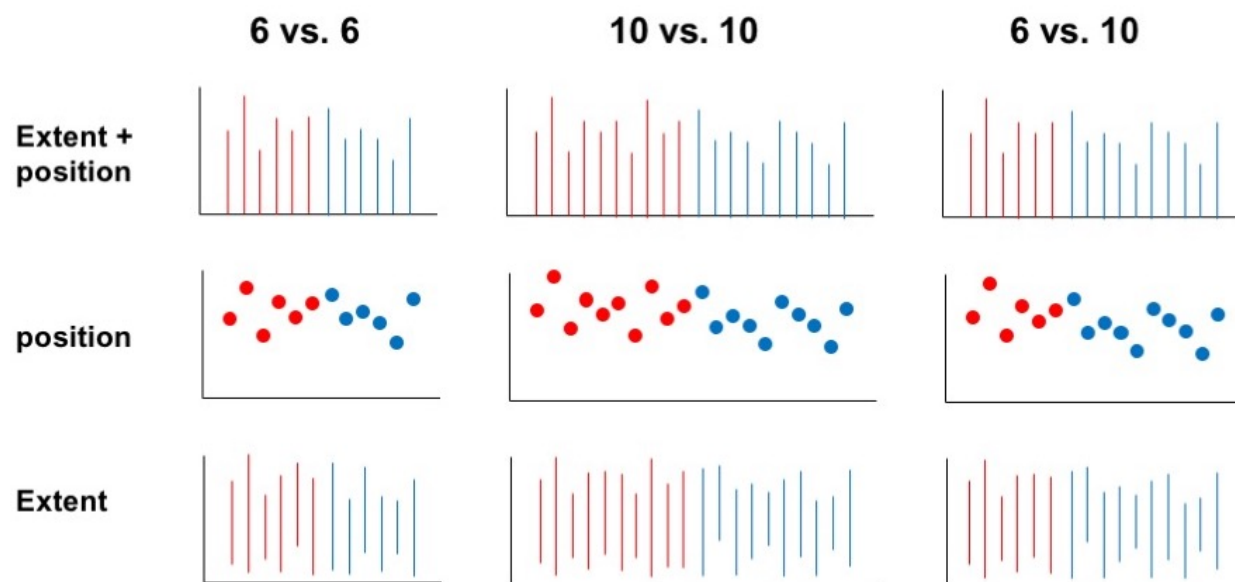 6 vs. 6
10 vs. 10
6 vs. 10
Extent +
position
position
Extent